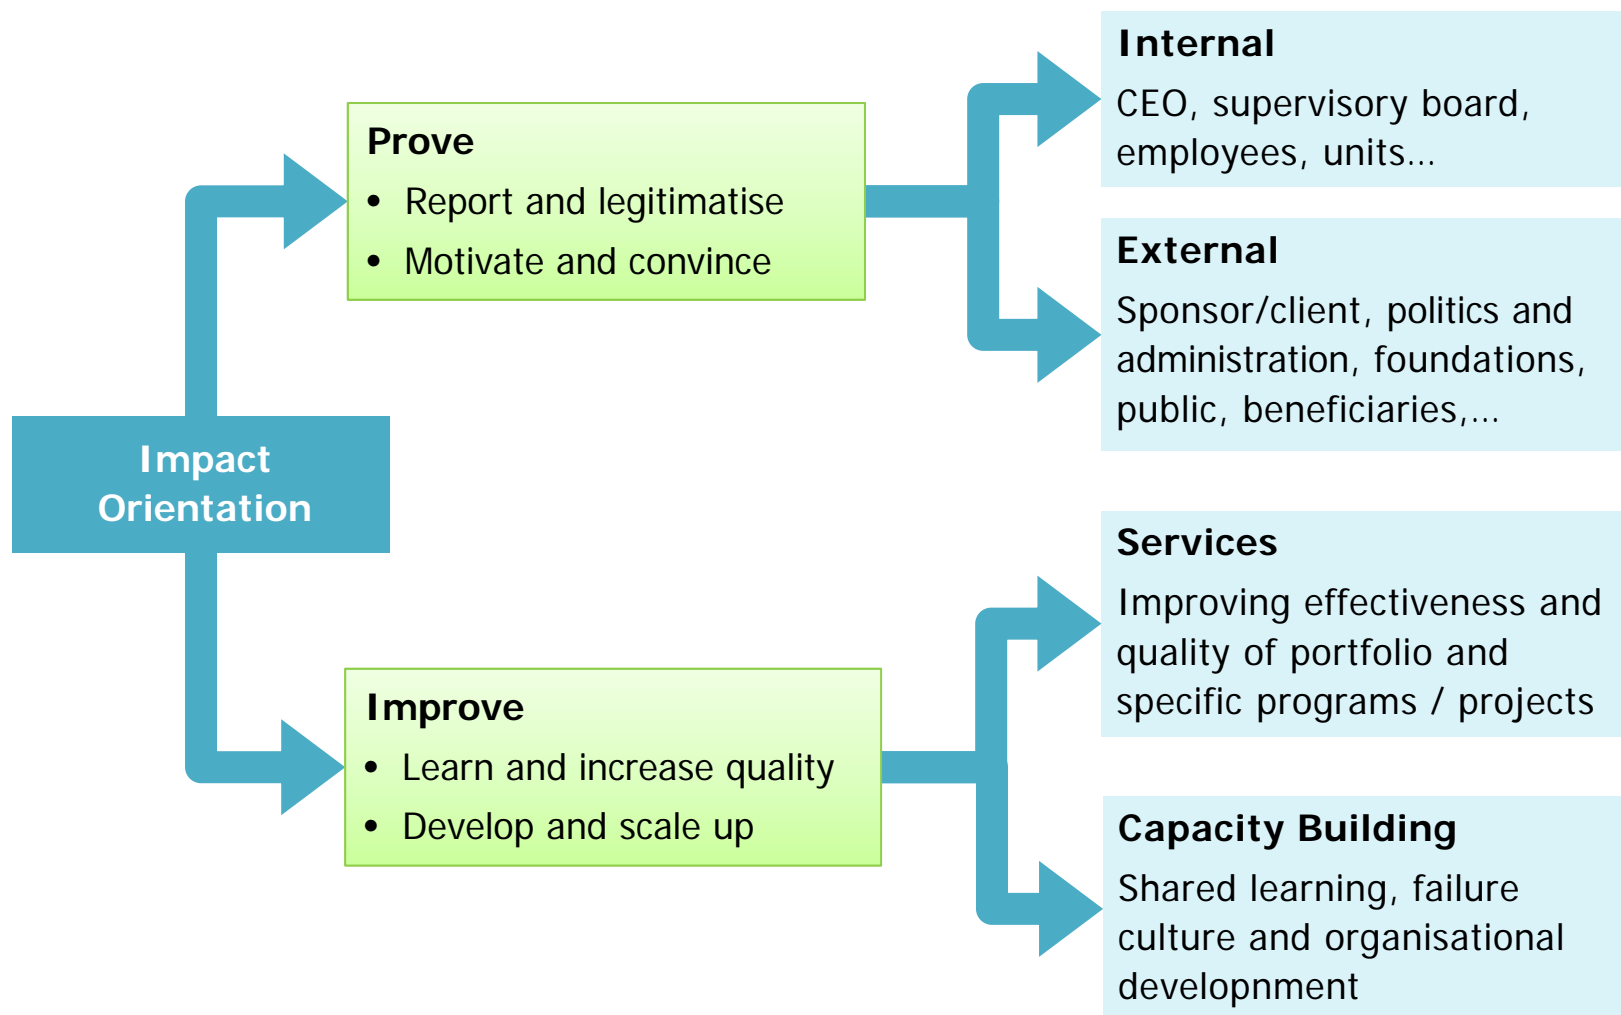 Impact
Orientation
Prove
• Report and legitimatise
• Motivate and convince
Internal
CEO, supervisory board,
employees, units...
External
Sponsor/client, politics and
administration, foundations,
public, beneficiaries,...
Improve
• Learn and increase quality
• Develop and scale up
Services
Improving effectiveness and
quality of portfolio and
specific programs / projects
Capacity Building
Shared learning, failure
culture and organisational
developnment